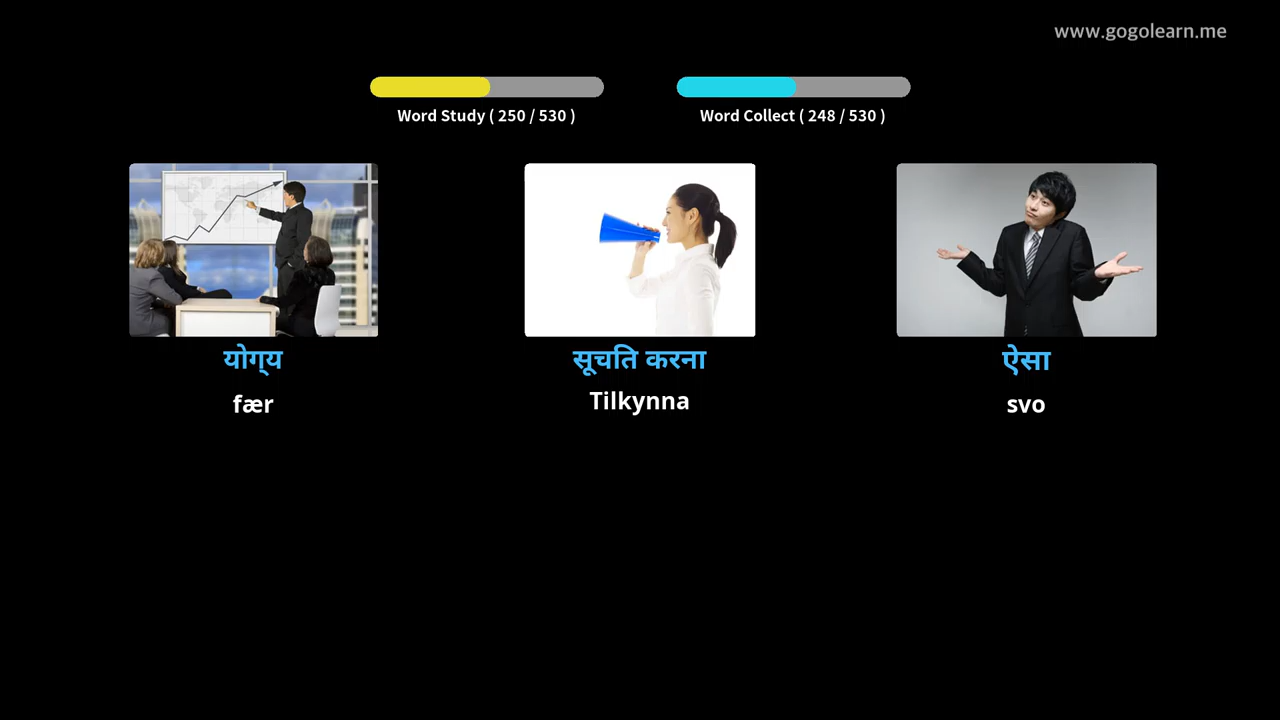 www.gogolearn.me
Word Study ( 250 / 530 )
Word Collect ( 248 / 530 )
योग्य
सूचति करना
ऐसा
fær
Tilkynna
svo